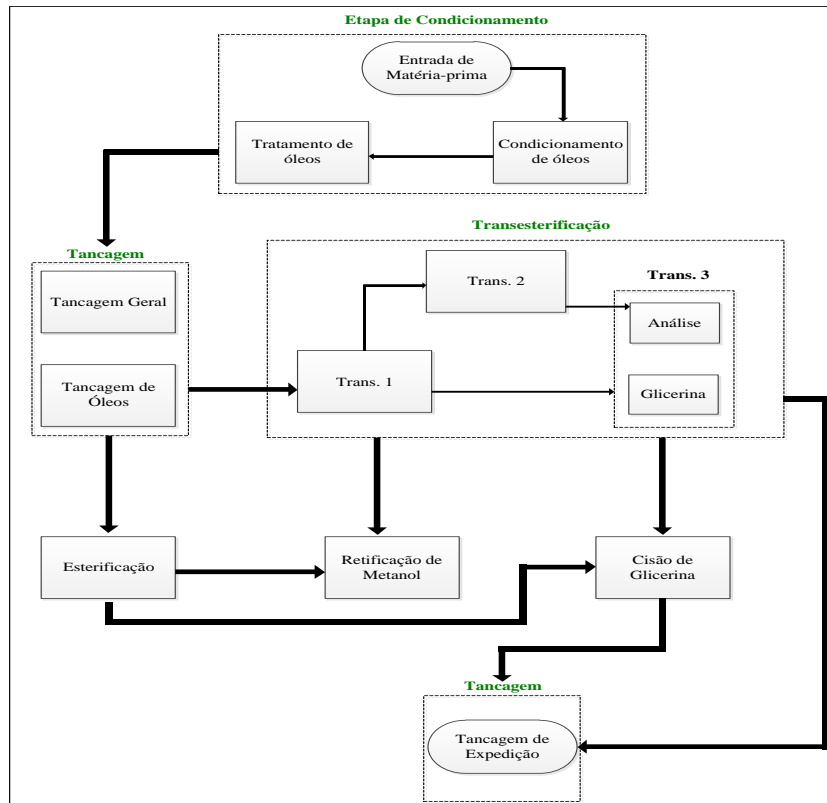 Etapa de Condicionamento
Entrada de
Matéria-prima
Tratamento de
óleos
Condicionamento
de óleos
Tancagem
Tancagem Geral
Tancagem de
Óleos
Transesterificação
Trans. 1
Trans. 2
Trans. 3
Análise
Glicerina
Esterificação
Retificação de
Metanol
Cisão de
Glicerina
Tancagem
Tancagem de
Expedição